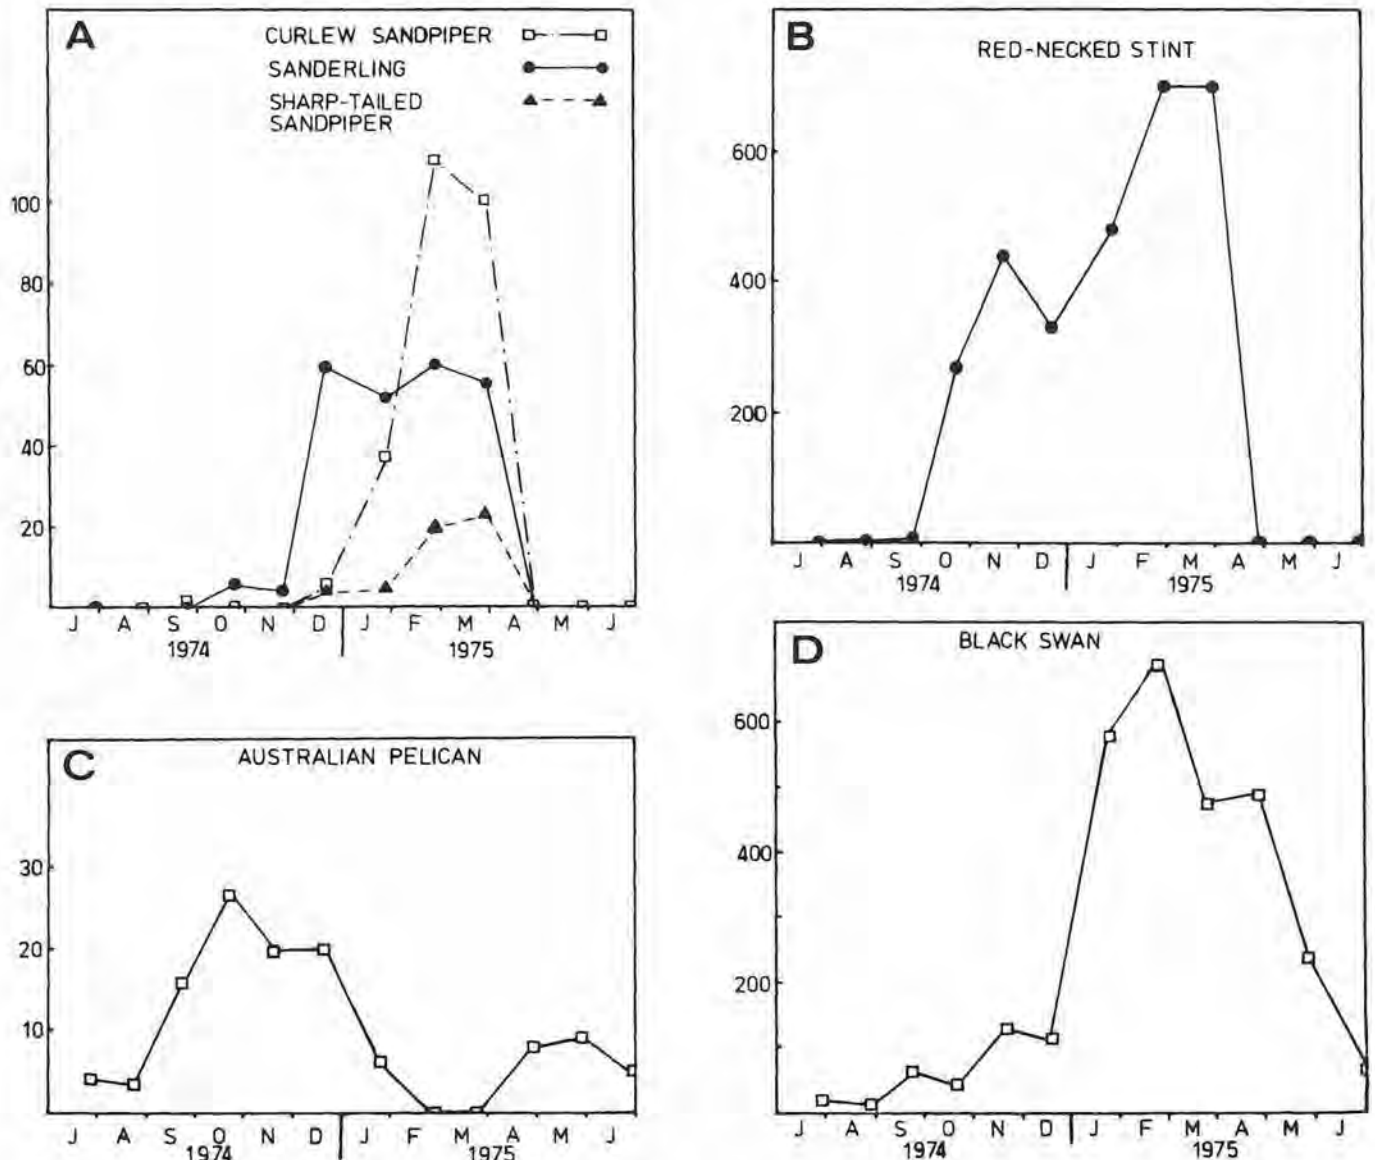 A
CURLEW SANDPIPER
SANDERLING
SHARP-TAILED
SANDPIPER
100
80
60
40
20
J A S O N D J F M A M J
1974 1975
B
RED-NECKED STINT
600
400
200
J A S O N D J F M A M J
1974 1975
C
AUSTRALIAN PELICAN
30
20
10
J A S O N D J F M A M J
1974 1975
D
BLACK SWAN
600
400
200
J A S O N D J F M A M J
1974 1975